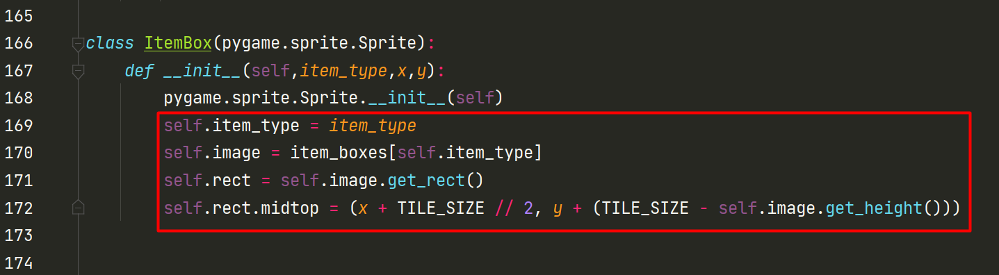 165
166 class ItemBox(pygame.sprite.Sprite):
167     def __init__(self,item_type,x,y):
168         pygame.sprite.Sprite.__init__(self)
169         self.item_type = item_type
170         self.image = item_boxes[self.item_type]
171         self.rect = self.image.get_rect()
172         self.rect.midtop = (x + TILE_SIZE // 2, y + (TILE_SIZE - self.image.get_height()))
173
174